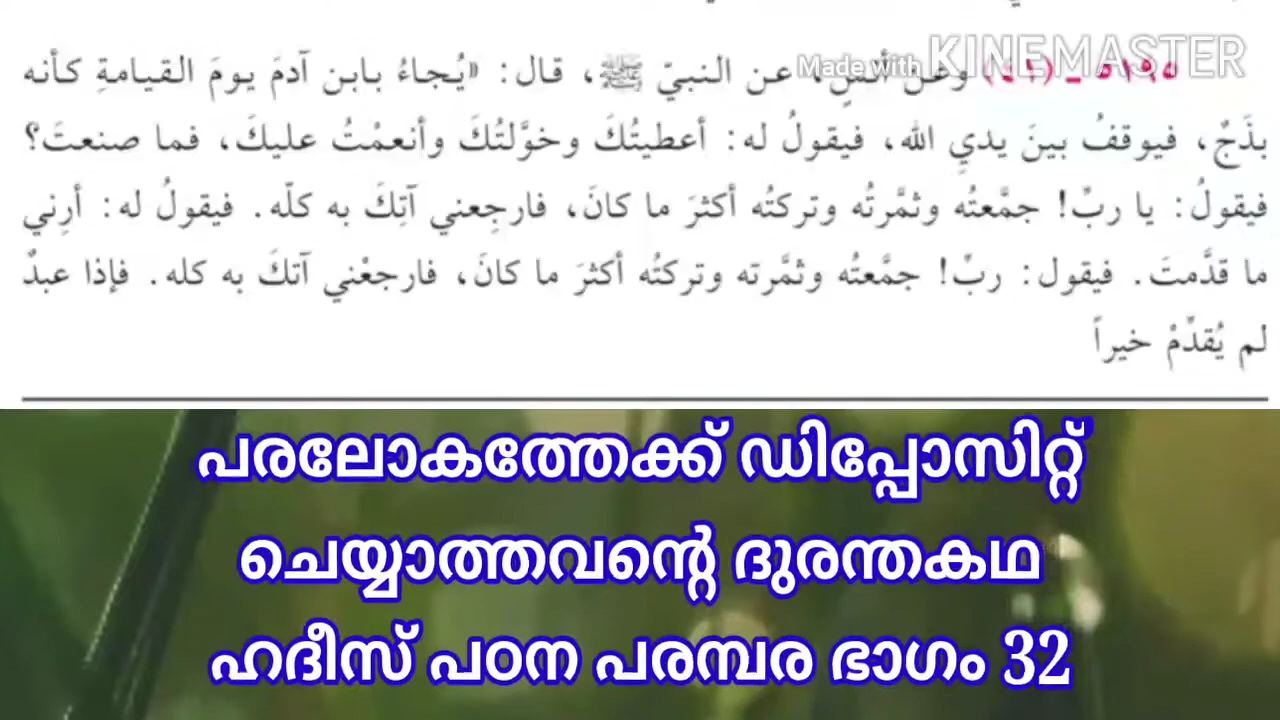 Made with KINEMASTER
٥١٩٥ ـ (٤١) وعن أنسٍ، عن النبيّ ﷺ، قال: «يُجاءُ بابن آدمَ يومَ القيامةِ كأنه
بذَجٌ، فيوقفُ بينَ يديِ الله، فيقولُ له: أعطيتُكَ وخوَّلتُكَ وأنعمْتُ عليكَ، فما صنعتَ؟
فيقولُ: يا ربِّ! جمَّعتُه وثمَّرتُه وتركتُه أكثرَ ما كانَ، فارجِعني آتِكَ به كلّه. فيقولُ له: أرِني
ما قدَّمتَ. فيقول: ربِّ! جمَّعتُه وثمَّرته وتركتُه أكثرَ ما كانَ، فارجعْني آتكَ به كله. فإذا عبدٌ
لم يُقدِّمْ خيراً
പരലോകത്തേക്ക് ഡിപ്പോസിറ്റ്
ചെയ്യാത്തവന്റെ ദുരന്തകഥ
ഹദീസ് പഠന പരമ്പര ഭാഗം 32